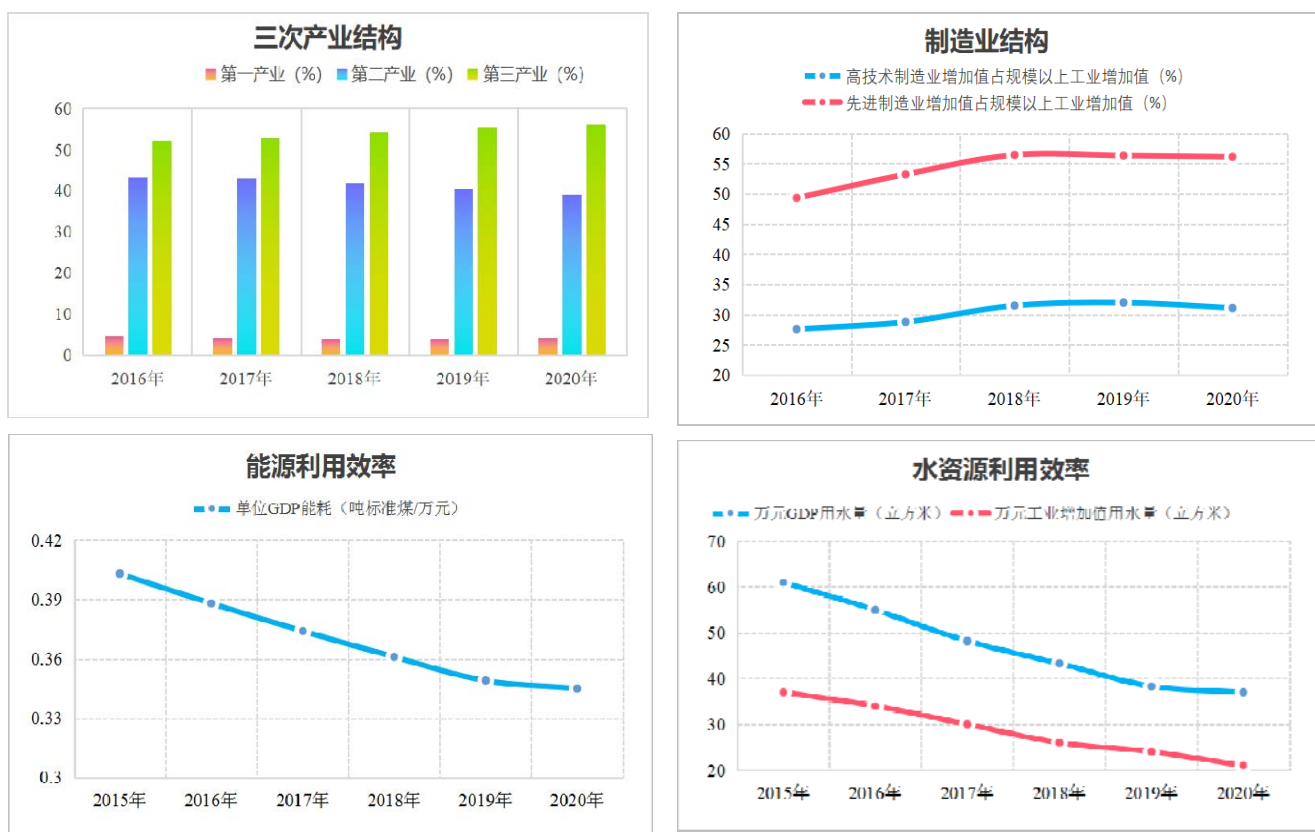 三次产业结构
第一产业（%） 第二产业（%） 第三产业（%）
60
50
40
30
20
10
0
2016年 2017年 2018年 2019年 2020年
制造业结构
高技术制造业增加值占规模以上工业增加值（%）
先进制造业增加值占规模以上工业增加值（%）
60
55
50
45
40
35
30
25
20
2016年 2017年 2018年 2019年 2020年
能源利用效率
单位GDP能耗（吨标准煤/万元）
0.42
0.39
0.36
0.33
0.3
2015年 2016年 2017年 2018年 2019年 2020年
水资源利用效率
万元GDP用水量（立方米） 万元工业增加值用水量（立方米）
70
60
50
40
30
20
2015年 2016年 2017年 2018年 2019年 2020年